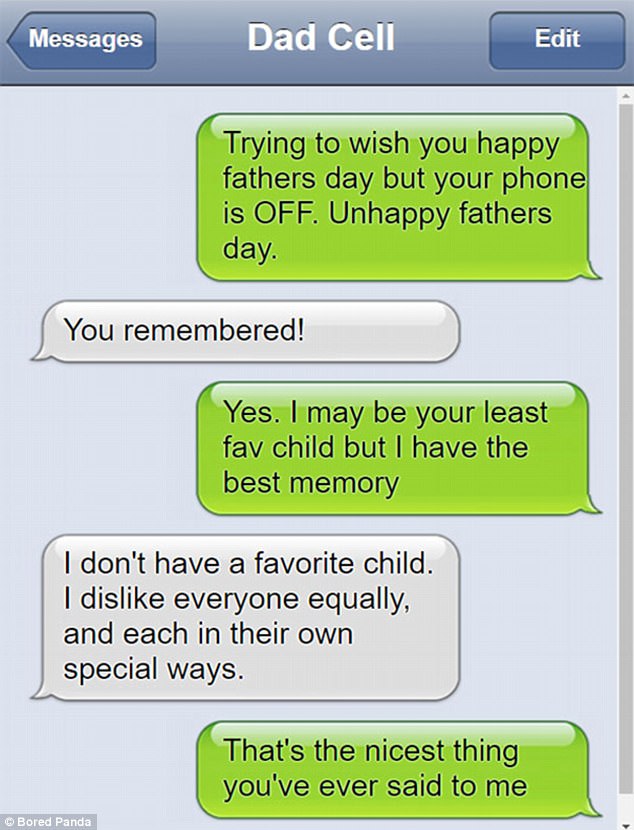 Messages
Dad Cell
Edit
Trying to wish you happy
fathers day but your phone
is OFF. Unhappy fathers
day.
You remembered!
Yes. I may be your least
fav child but I have the
best memory
I don't have a favorite child.
I dislike everyone equally,
and each in their own
special ways.
That's the nicest thing
you've ever said to me
© Bored Panda